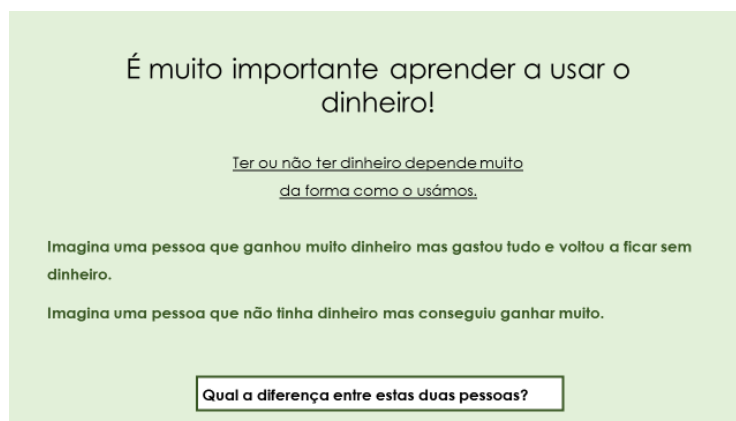 É muito importante aprender a usar o
dinheiro!
Ter ou não ter dinheiro depende muito
da forma como o usámos.
Imagina uma pessoa que ganhou muito dinheiro mas gastou tudo e voltou a ficar sem
dinheiro.
Imagina uma pessoa que não tinha dinheiro mas conseguiu ganhar muito.
Qual a diferença entre estas duas pessoas?